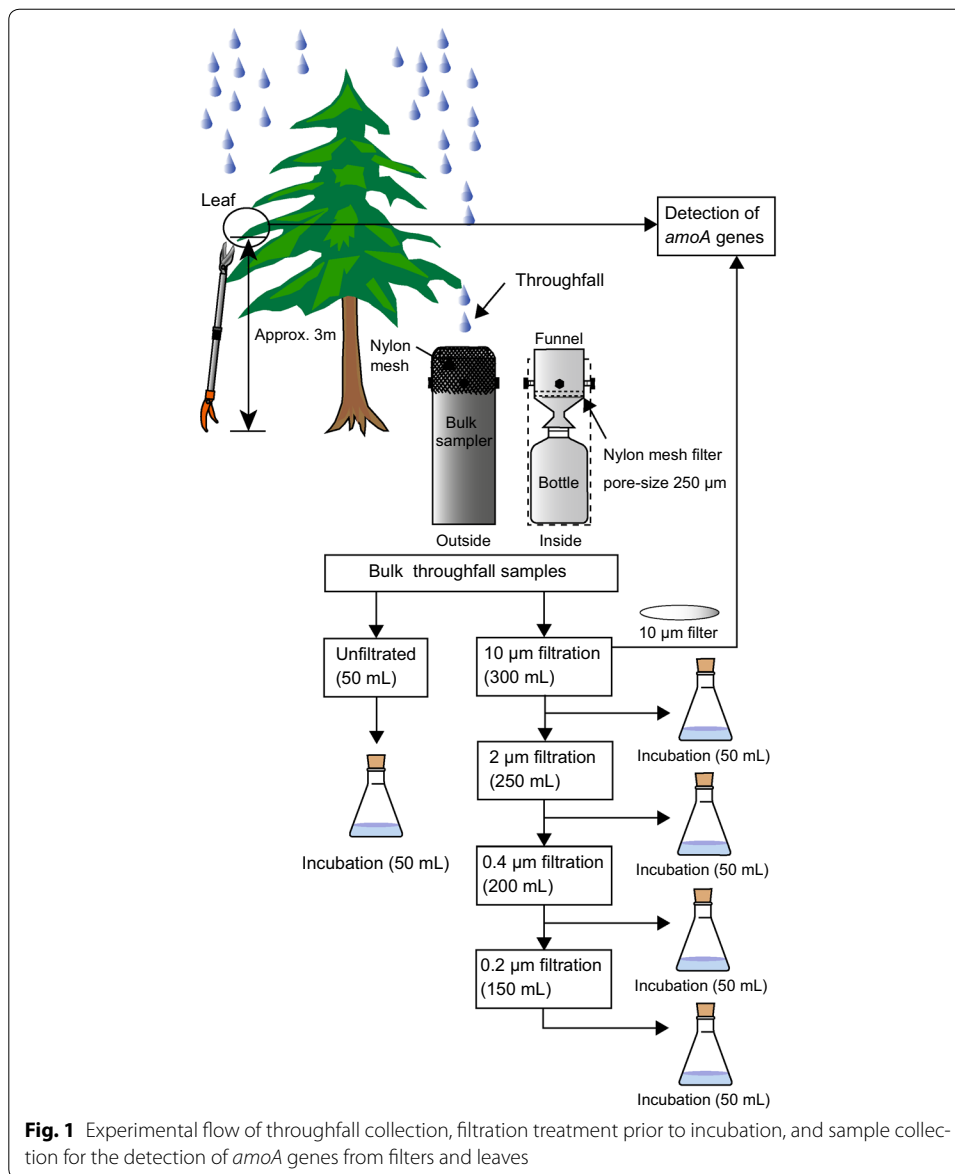 Leaf
Detection of
amoA genes
Approx. 3m
Throughfall
Nylon
mesh
Funnel
Bulk
sampler
Nylon mesh filter
pore-size 250 µm
Bottle
Outside
Inside
Bulk throughfall samples
10 µm filter
Unfiltrated
(50 mL)
10 µm filtration
(300 mL)
Incubation (50 mL)
2 µm filtration
(250 mL)
Incubation (50 mL)
Incubation (50 mL)
0.4 µm filtration
(200 mL)
Incubation (50 mL)
0.2 µm filtration
(150 mL)
Incubation (50 mL)
Fig. 1 Experimental flow of throughfall collection, filtration treatment prior to incubation, and sample collec-
tion for the detection of amoA genes from filters and leaves